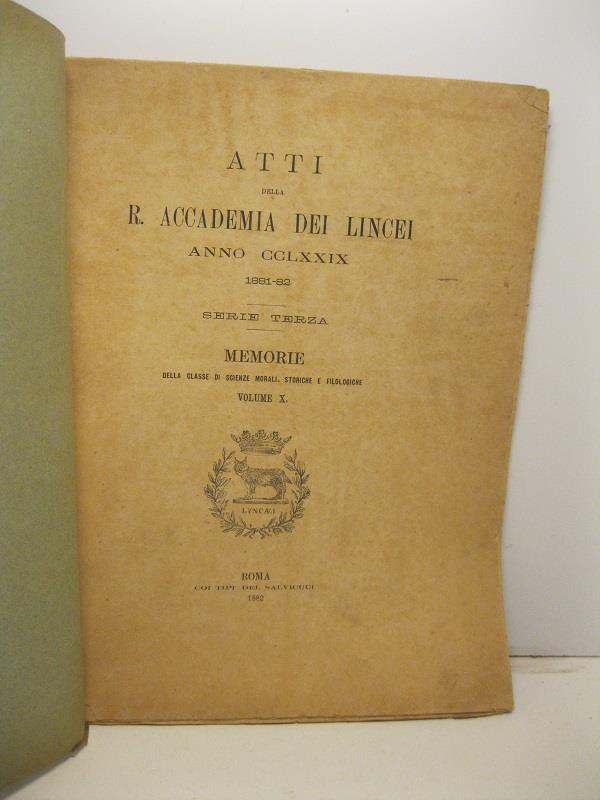 ATTI
DELLA
R. ACCADEMIA DEI LINCEI
ANNO CCLXXIX
1881-82
SERIE TERZA
MEMORIE
DELLA CLASSE DI SCIENZE MORALI, STORICHE E FILOLOGICHE
VOLUME X.
LYNCÆI
ROMA
COI TIPI DEL SALVIUCCI
1882